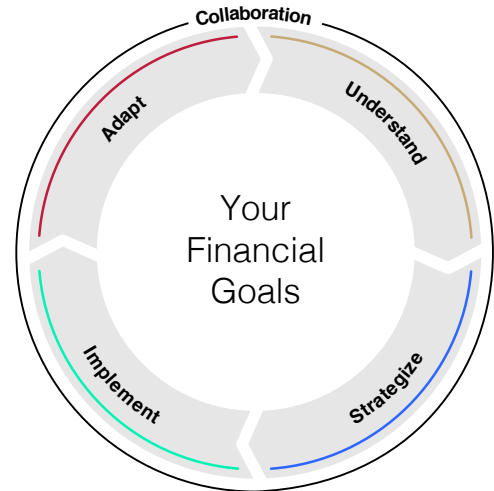 Collaboration
Understand
Strategize
Implement
Adapt
Your
Financial
Goals